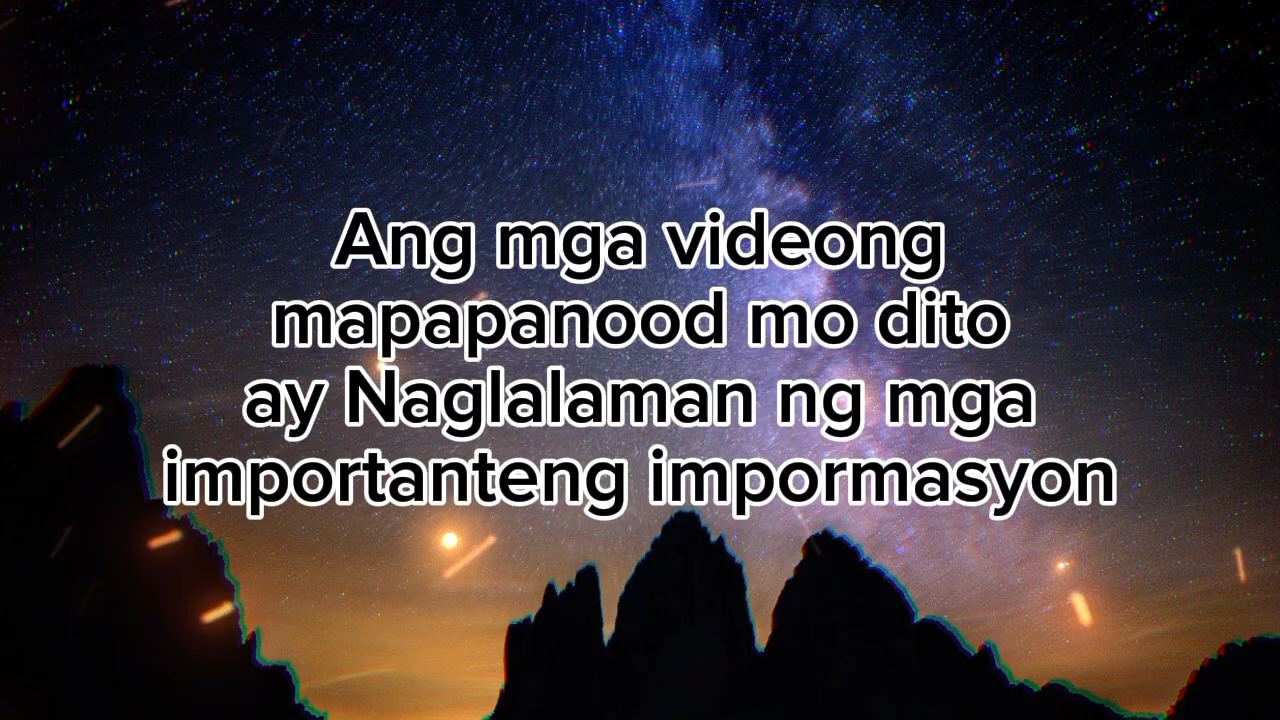 Ang mga videong
mapapanood mo dito
ay Naglalaman ng mga
importanteng impormasyon